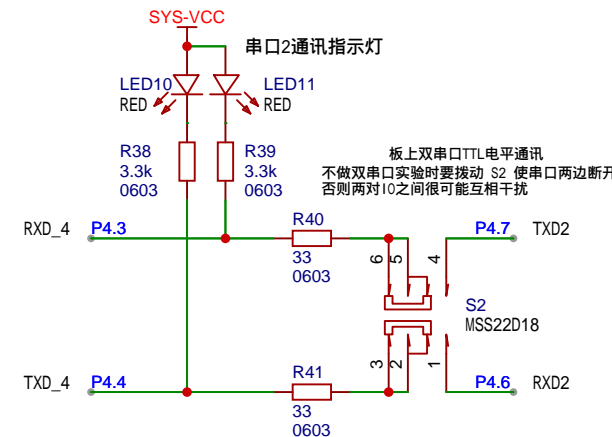 SYS-VCC
串口2通讯指示灯
LED10
RED
LED11
RED
R38
3.3k
0603
R39
3.3k
0603
板上双串口TTL电平通讯
不做双串口实验时要拨动 S2 使串口两边断开
否则两对IO之间很可能互相干扰
RXD_4
P4.3
R40
33
0603
P4.7
TXD2
6
5
4
S2
MSS22D18
3
2
1
TXD_4
P4.4
R41
33
0603
P4.6
RXD2